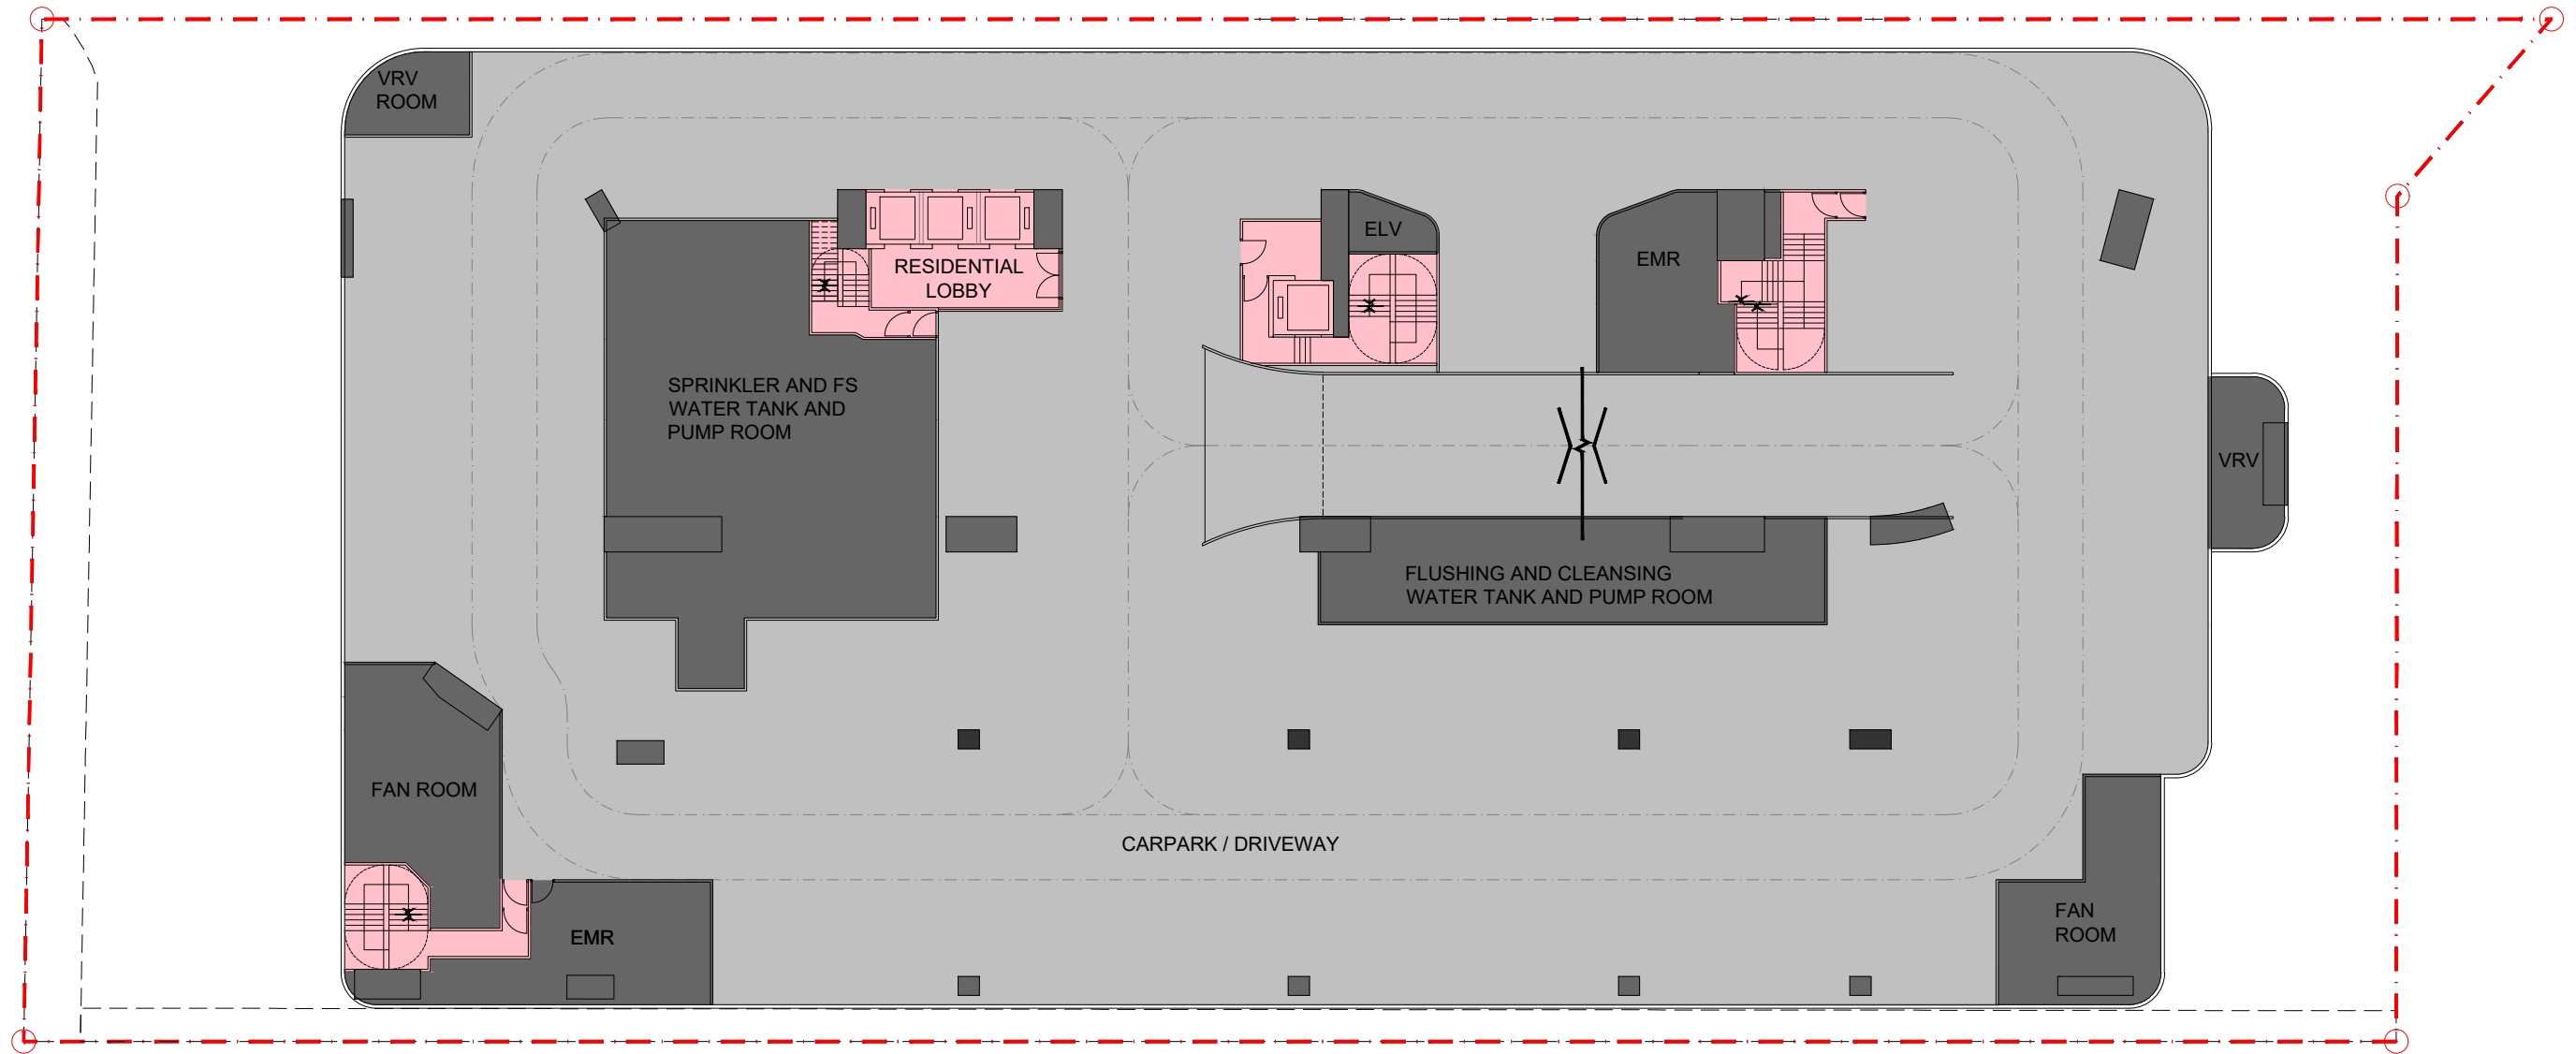 VRV
ROOM
RESIDENTIAL
LOBBY
ELV
EMR
SPRINKLER AND FS
WATER TANK AND
PUMP ROOM
VRV
FLUSHING AND CLEANSING
WATER TANK AND PUMP ROOM
FAN ROOM
CARPARK / DRIVEWAY
EMR
FAN
ROOM